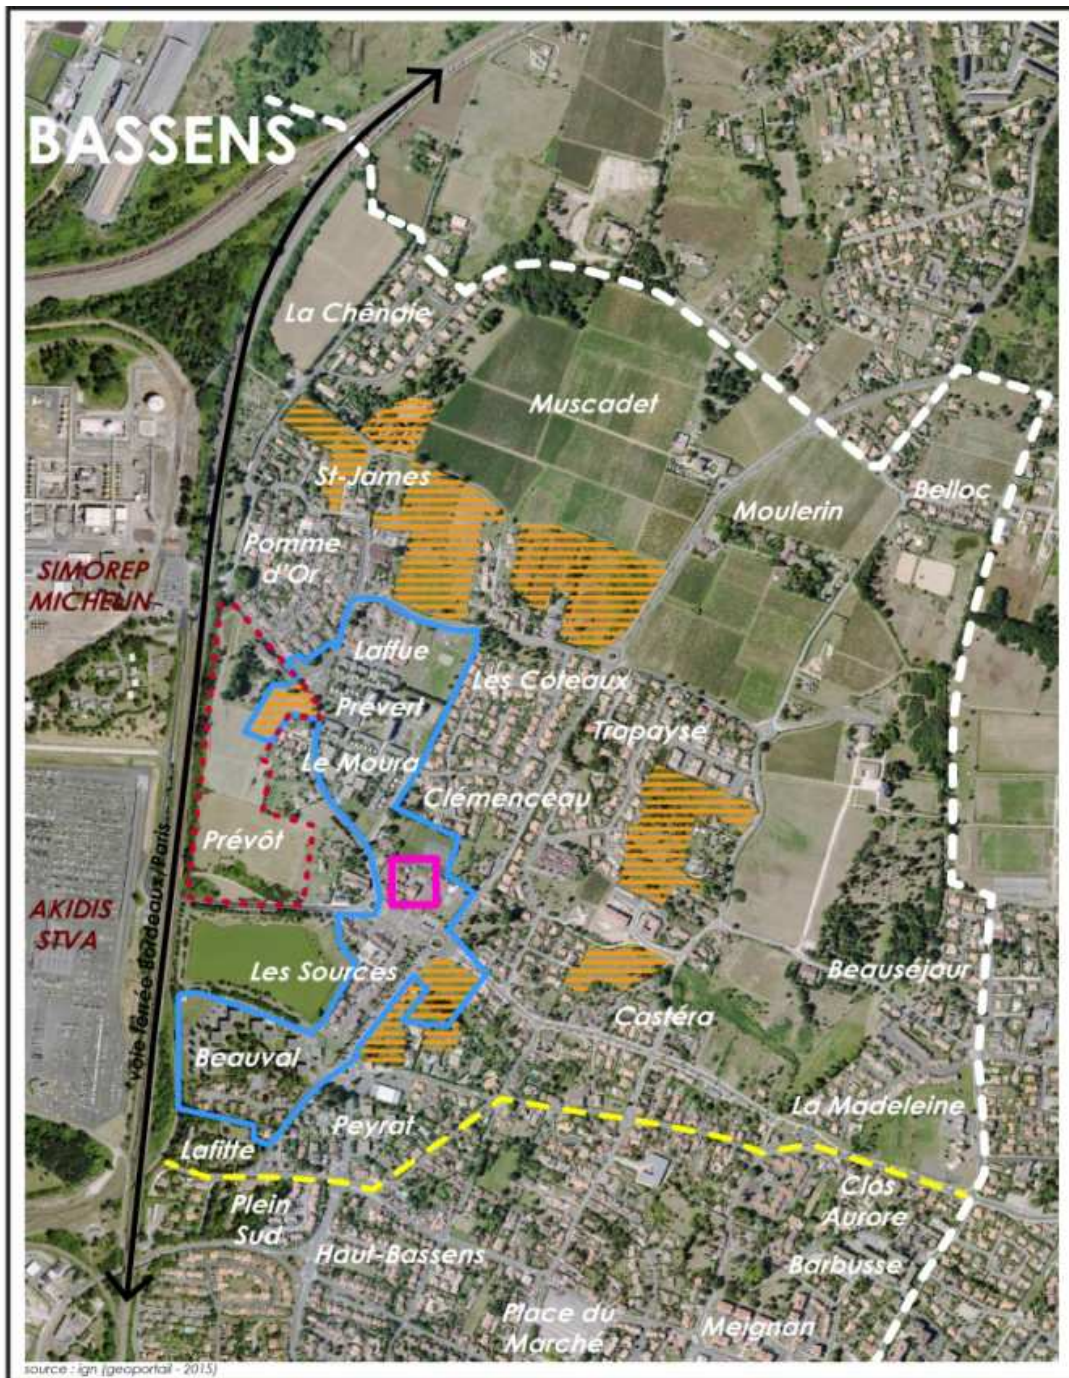 BASSENS
La Chênaie
Muscadet
St-James
Belloc
Moulerin
Pomme
d'Or
SIMOREP
MICHELIN
Laffue
Les Coteaux
Prévert
Trapayse
Le Moura
Clémenceau
Prévôt
AKIDIS
STVA
Voie ferrée Bordeaux/Paris
Les Sources
Beauséjour
Castéra
Beauval
La Madeleine
Peyrat
Lafitte
Clos
Aurore
Plein
Sud
Haut-Bassens
Barbusse
Place du
Marché
Meignan
source : ign (geoportail - 2015)